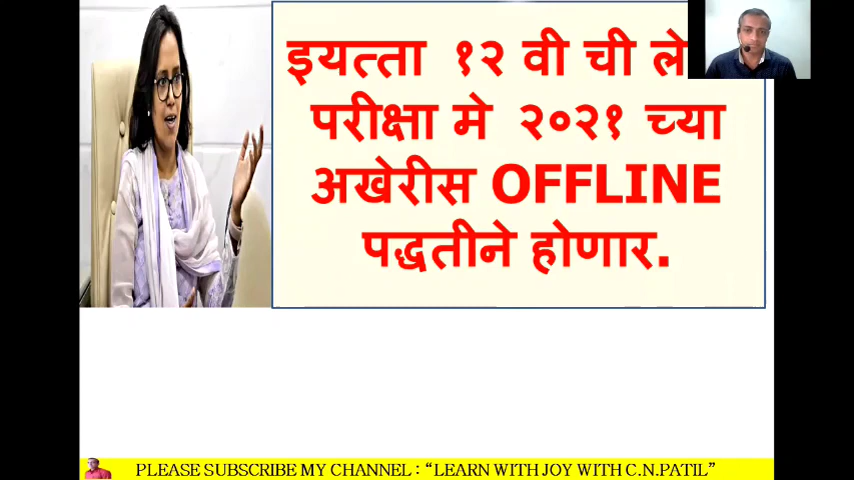 इयत्ता १२ वी ची
परीक्षा मे २०२१ च्या
अखेरीस OFFLINE
पद्धतीने होणार.
PLEASE SUBSCRIBE MY CHANNEL : “LEARN WITH JOY WITH C.N.PATIL”